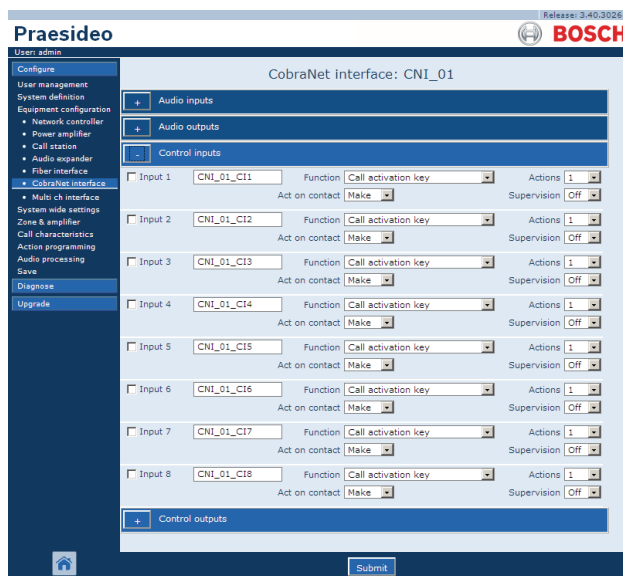 Release: 3.40.3026
Praesideo
BOSCH
User: admin
Configure
User management
System definition
Equipment configuration
• Network controller
• Power amplifier
• Call station
• Audio expander
• Fiber interface
• CobraNet interface
• Multi ch interface
System wide settings
Zone & amplifier
Call characteristics
Action programming
Audio processing
Save
Diagnose
Upgrade
CobraNet interface: CNI_01
+ Audio inputs
+ Audio outputs
- Control inputs
Input 1 CNI_01_CI1 Function Call activation key Actions 1
Act on contact Make Supervision Off
Input 2 CNI_01_CI2 Function Call activation key Actions 1
Act on contact Make Supervision Off
Input 3 CNI_01_CI3 Function Call activation key Actions 1
Act on contact Make Supervision Off
Input 4 CNI_01_CI4 Function Call activation key Actions 1
Act on contact Make Supervision Off
Input 5 CNI_01_CI5 Function Call activation key Actions 1
Act on contact Make Supervision Off
Input 6 CNI_01_CI6 Function Call activation key Actions 1
Act on contact Make Supervision Off
Input 7 CNI_01_CI7 Function Call activation key Actions 1
Act on contact Make Supervision Off
Input 8 CNI_01_CI8 Function Call activation key Actions 1
Act on contact Make Supervision Off
+ Control outputs
Submit